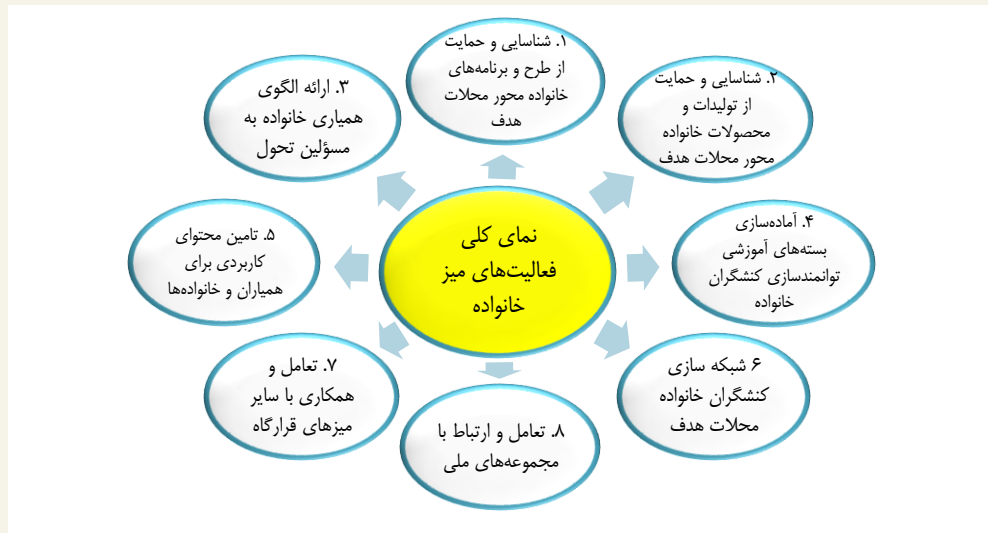 نمای کلی
فعالیت‌های میز
خانواده
۱. شناسایی و حمایت
از طرح و برنامه‌های
خانواده محور محلات
هدف
۲. شناسایی و حمایت
از تولیدات و
محصولات خانواده
محور محلات هدف
۳. ارائه الگوی
همیاری خانواده به
مسؤلین تحول
۴. آماده‌سازی
بسته‌های آموزشی
توانمندسازی کنشگران
خانواده
۵. تامین محتوای
کاربردی برای
همیاران و خانواده‌ها
۶ شبکه سازی
کنشگران خانواده
محلات هدف
۷. تعامل و
همکاری با سایر
میزهای قرارگاه
۸. تعامل و ارتباط با
مجموعه‌های ملی